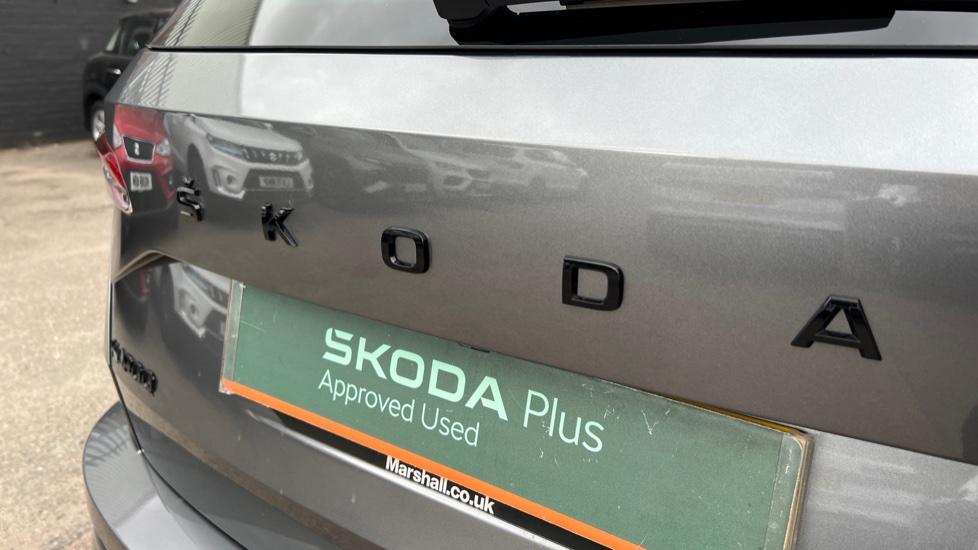 ŠKODA
ŠKODA Plus
Approved Used
Marshall.co.uk